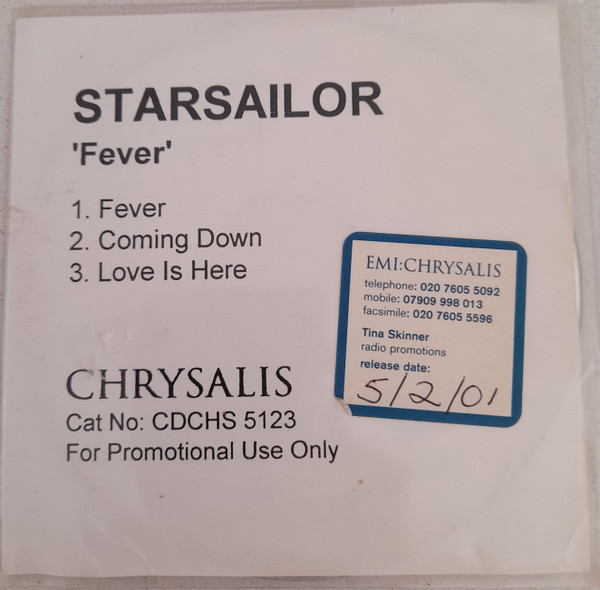 STARSAILOR
'Fever'
1. Fever
2. Coming Down
3. Love Is Here
EMI:CHRYSALIS
telephone: 020 7605 5092
mobile: 07909 998 013
facsimile: 020 7605 5596
Tina Skinner
radio promotions
release date:
5/2/01
CHRYSALIS
Cat No: CDCHS 5123
For Promotional Use Only